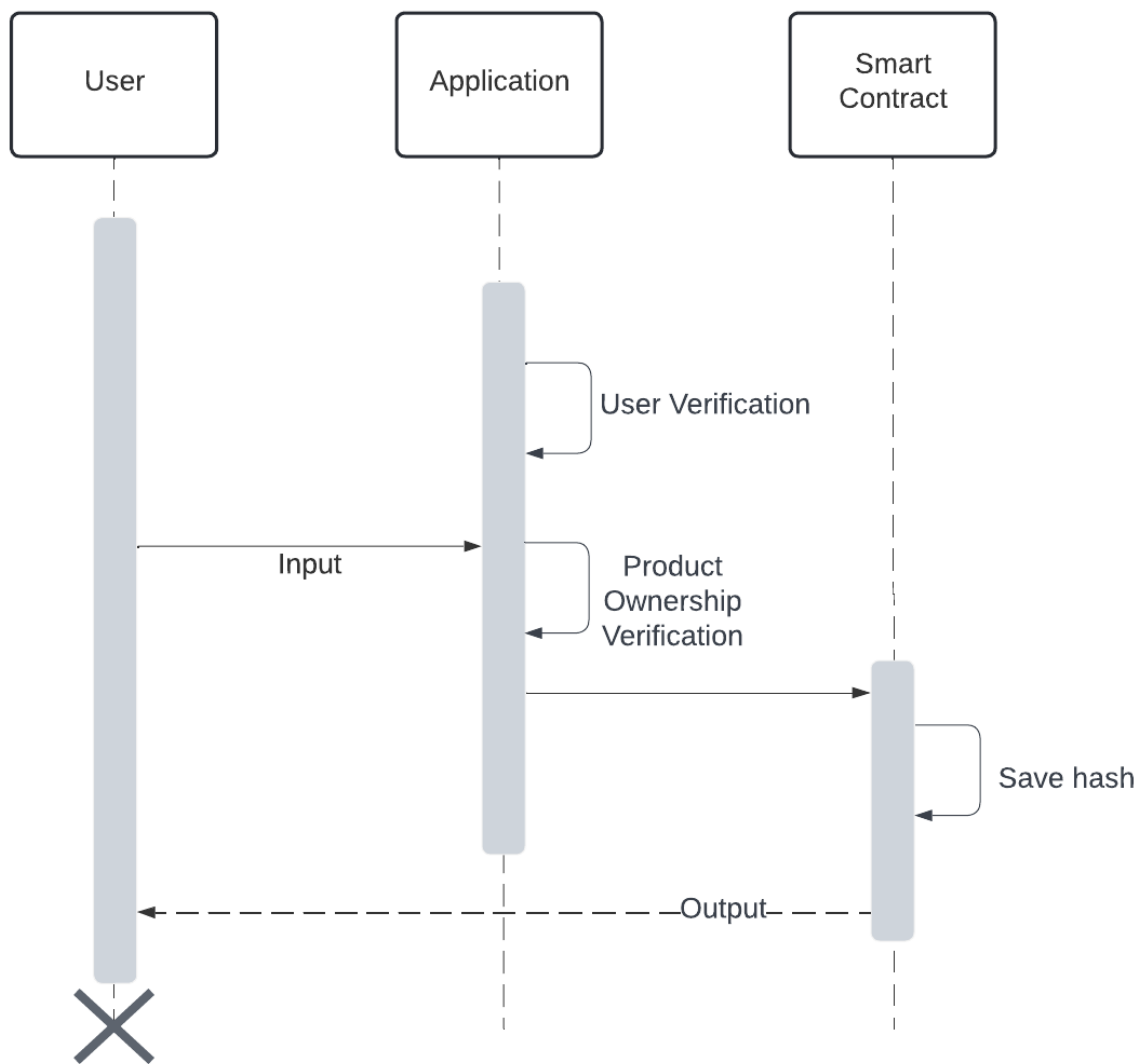 User
Application
Smart
Contract
User Verification
Input
Product
Ownership
Verification
Save hash
Output